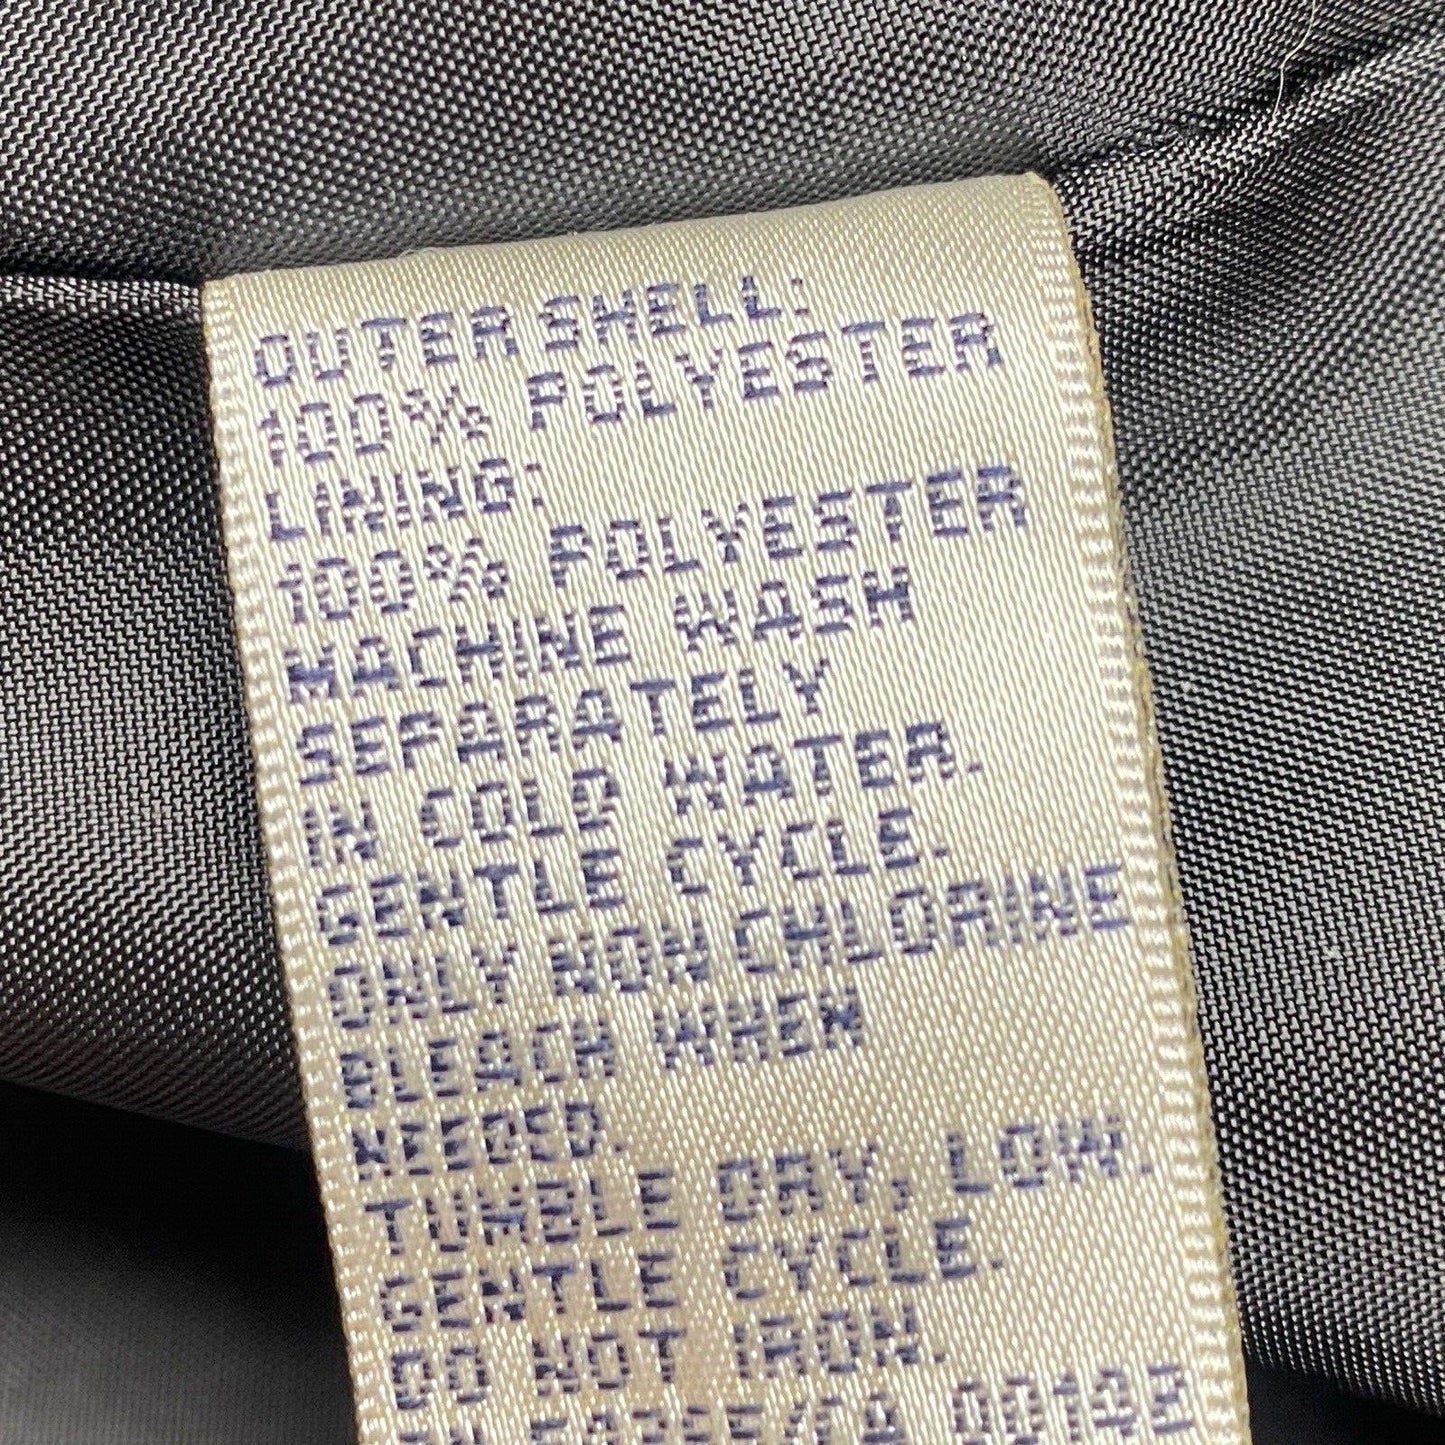 OUTER SHELL:
100% POLYESTER
LINING:
100% POLYESTER
MACHINE WASH
SEPARATELY
IN COLD WATER.
GENTLE CYCLE.
ONLY NON CHLORINE
BLEACH WHEN
NEEDED.
TUMBLE DRY, LOW.
GENTLE CYCLE.
DO NOT IRON.